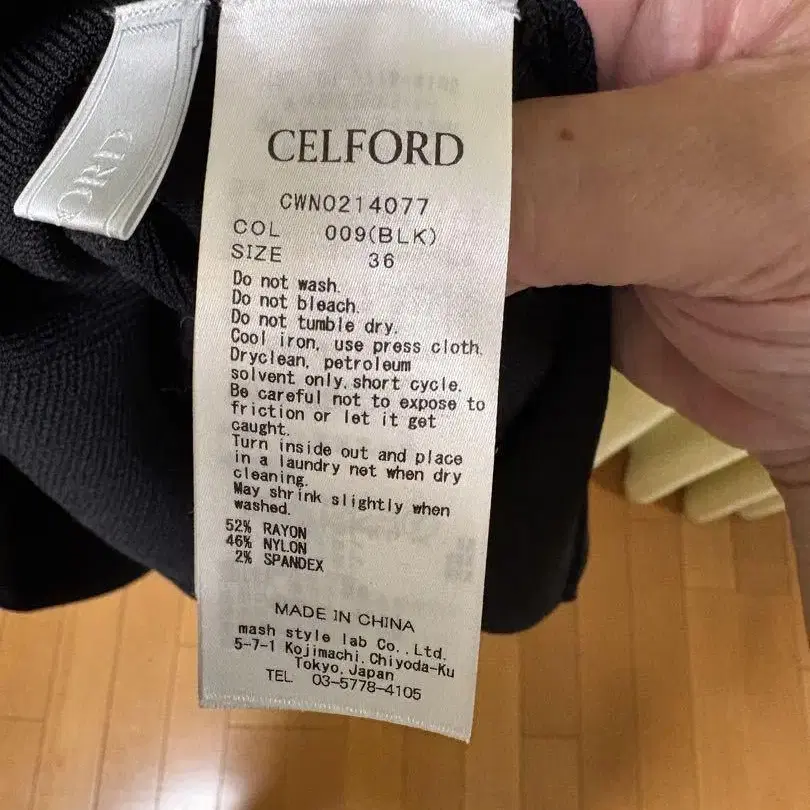 ORD
CELFORD
CWNO214077
COL 009(BLK)
SIZE 36
Do not wash.
Do not bleach.
Do not tumble dry.
Cool iron, use press cloth.
Dryclean, petroleum
solvent only.short cycle.
Be careful not to expose to
friction or let it get
caught.
Turn inside out and place
in a laundry net when dry
cleaning.
May shrink slightly when
washed.
52% RAYON
46% NYLON
2% SPANDEX
MADE IN CHINA
mash style lab Co.,Ltd.
5-7-1 Kojimachi,Chiyoda-Ku
Tokyo,Japan
TEL 03-5778-4105